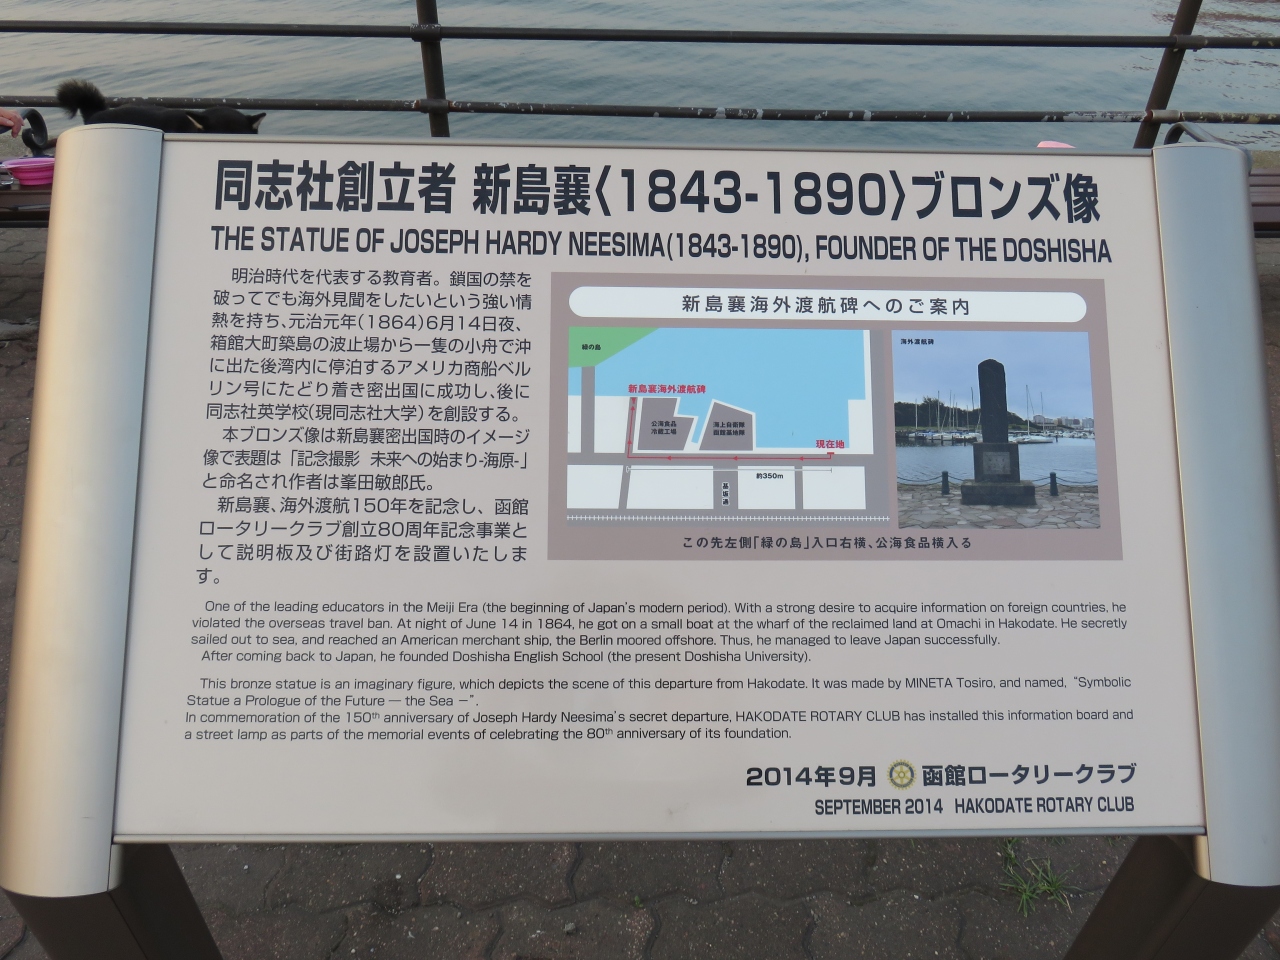 同志社創立者 新島襄〈1843-1890〉ブロンズ像
THE STATUE OF JOSEPH HARDY NEESIMA(1843-1890), FOUNDER OF THE DOSHISHA
明治時代を代表する教育者。鎖国の禁を
破ってでも海外見聞をしたいという強い情
熱を持ち、元治元年(1864)6月14日夜、
箱館大町築島の波止場から一隻の小舟で沖
に出た後湾内に停泊するアメリカ商船ベル
リン号にたどり着き密出国に成功し、後に
同志社英学校(現同志社大学)を創設する。
本ブロンズ像は新島襄密出国時のイメージ
像で表題は「記念撮影 未来への始まり-海原-」
と命名され作者は峯田敏郎氏。
新島襄、海外渡航150年を記念し、函館
ロータリークラブ創立80周年記念事業と
して説明板及び街路灯を設置いたしま
す。
新島襄海外渡航碑へのご案内
緑の島
新島襄海外渡航碑
公海食品
冷蔵工場
海上自衛隊
函館基地隊
現在地
約350m
基坂通
海外渡航碑
この先左側「緑の島」入口右横、公海食品横入る
One of the leading educators in the Meiji Era (the beginning of Japan's modern period). With a strong desire to acquire information on foreign countries, he
violated the overseas travel ban. At night of June 14 in 1864, he got on a small boat at the wharf of the reclaimed land at Omachi in Hakodate. He secretly
sailed out to sea, and reached an American merchant ship, the Berlin moored offshore. Thus, he managed to leave Japan successfully.
After coming back to Japan, he founded Doshisha English School (the present Doshisha University).
This bronze statue is an imaginary figure, which depicts the scene of this departure from Hakodate. It was made by MINETA Tosiro, and named, “Symbolic
Statue a Prologue of the Future — the Sea —”.
In commemoration of the 150th anniversary of Joseph Hardy Neesima's secret departure, HAKODATE ROTARY CLUB has installed this information board and
a street lamp as parts of the memorial events of celebrating the 80th anniversary of its foundation.
2014年9月 函館ロータリークラブ
SEPTEMBER 2014 HAKODATE ROTARY CLUB